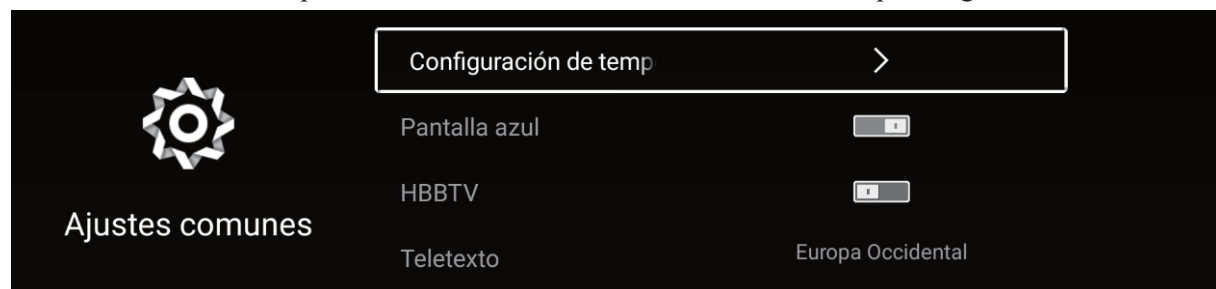 Configuración de temp
Pantalla azul
HBBTV
Ajustes comunes
Teletexto
Europa Occidental